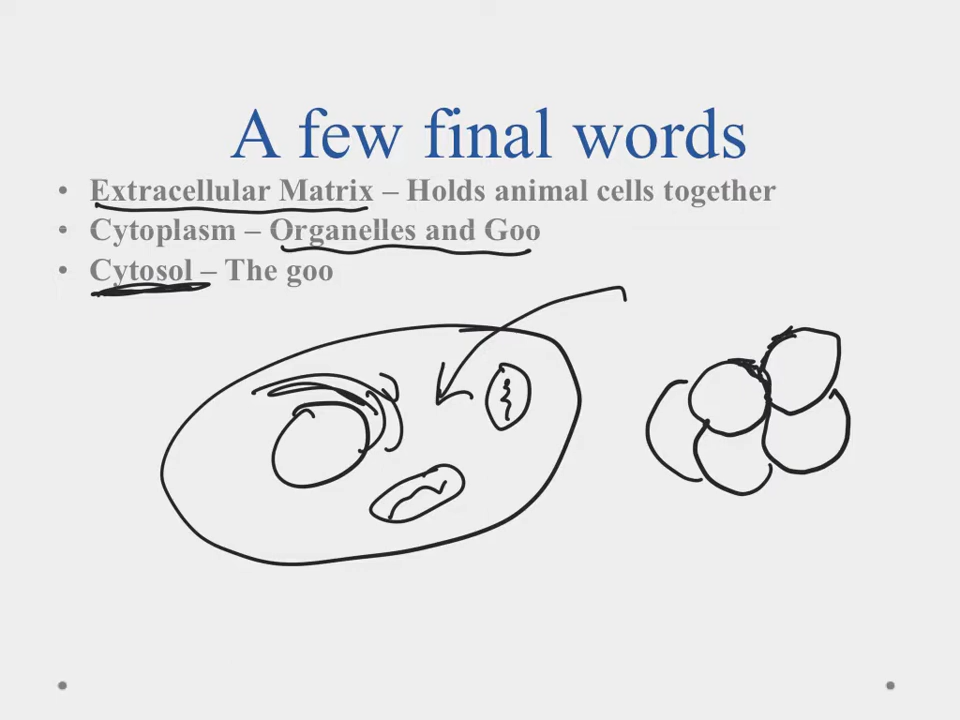 A few final words
• Extracellular Matrix – Holds animal cells together
• Cytoplasm – Organelles and Goo
• Cytosol – The goo